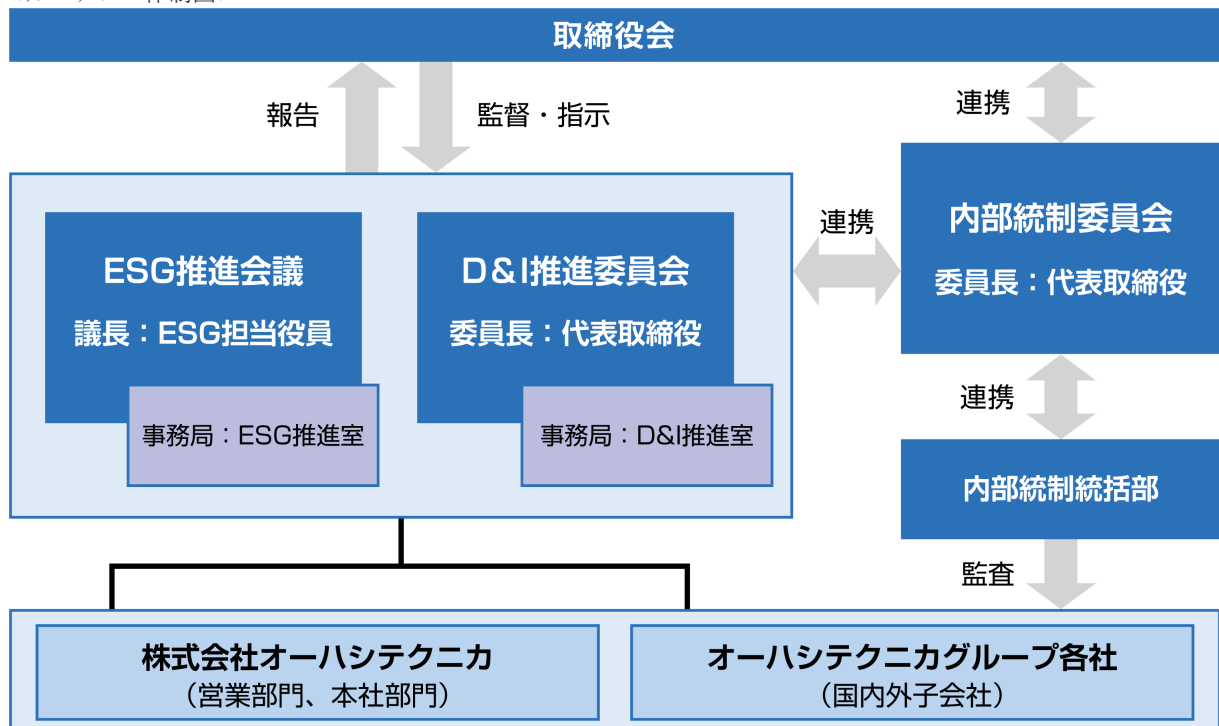 取締役会
報告
監督・指示
連携
ESG推進会議
議長：ESG担当役員
事務局：ESG推進室
D&I推進委員会
委員長：代表取締役
事務局：D&I推進室
連携
内部統制委員会
委員長：代表取締役
連携
内部統制統括部
監査
株式会社オーハシテクニカ
（営業部門、本社部門）
オーハシテクニカグループ各社
（国内外子会社）